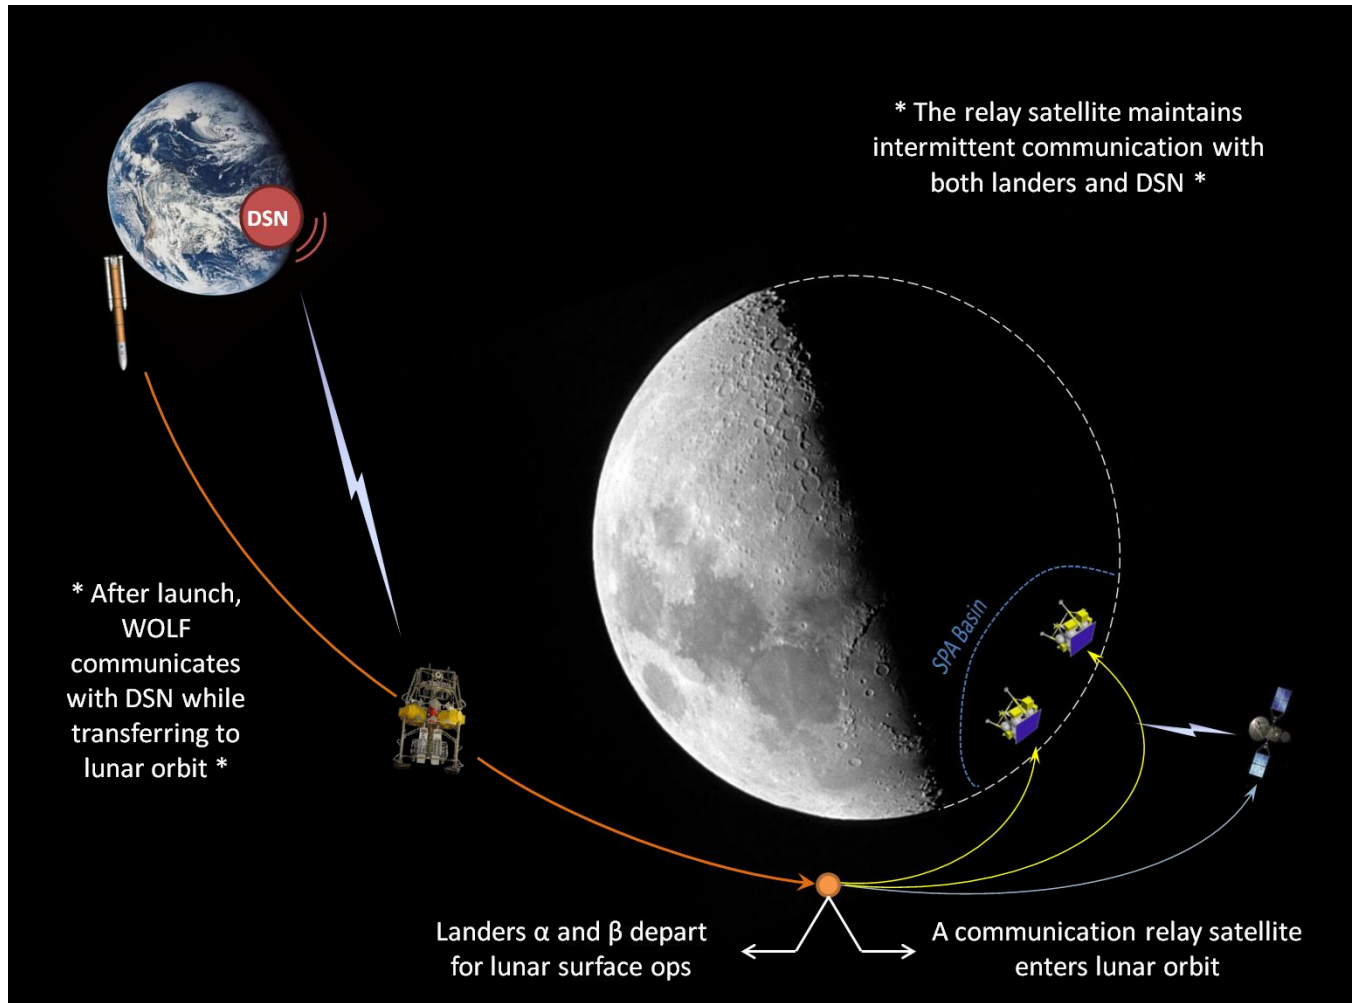 * The relay satellite maintains
intermittent communication with
both landers and DSN *
DSN
* After launch,
WOLF
communicates
with DSN while
transferring to
lunar orbit *
SPA Basin
Landers α and β depart
for lunar surface ops
A communication relay satellite
enters lunar orbit